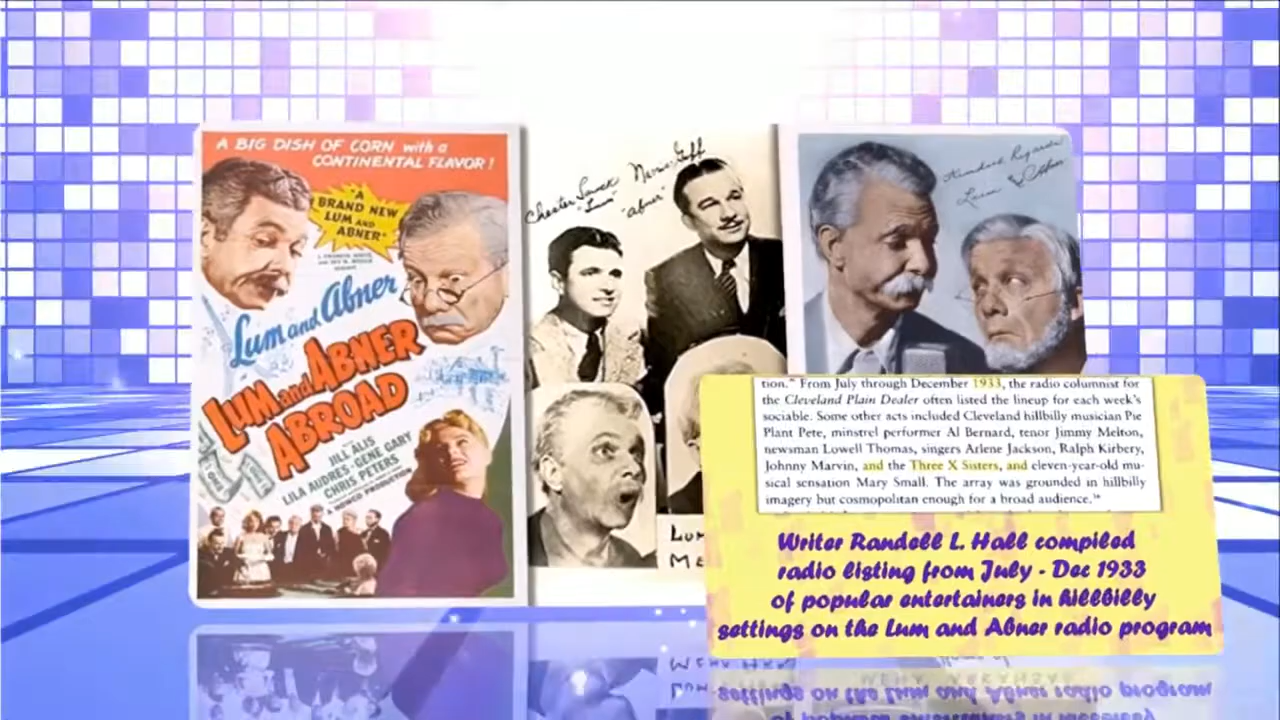 A BIG DISH OF CORN with a
CONTINENTAL FLAVOR!
"A
BRAND NEW
LUM AND
ABNER"
Lum and Abner
LUM and ABNER
ABROAD
JILL ALIS
LILA AUDRES · GENE GARY
CHRIS PETERS
A HOWCO PRODUCTION
"Lum"
"Abner"
LUM
ME
tion." From July through December 1933, the radio columnist for
the Cleveland Plain Dealer often listed the lineup for each week's
sociable. Some other acts included Cleveland hillbilly musician Pie
Plant Pete, minstrel performer Al Bernard, tenor Jimmy Melton,
newsman Lowell Thomas, singers Arlene Jackson, Ralph Kirbery,
Johnny Marvin, and the Three X Sisters, and eleven-year-old mu-
sical sensation Mary Small. The array was grounded in hillbilly
imagery but cosmopolitan enough for a broad audience.
Writer Randell L. Hall compiled
radio listing from July - Dec 1933
of popular entertainers in hillbilly
settings on the Lum and Abner radio program